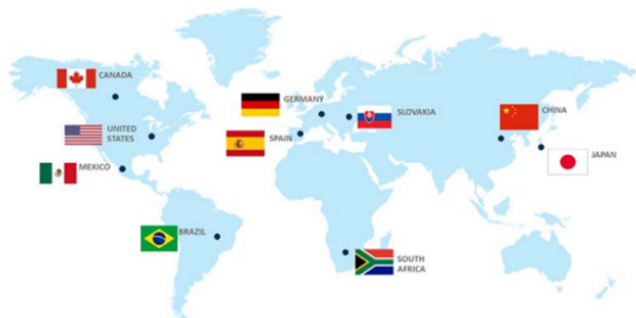 CANADA
GERMANY
SLOVAKIA
CHINA
UNITED
STATES
SPAIN
JAPAN
MEXICO
BRAZIL
SOUTH
AFRICA